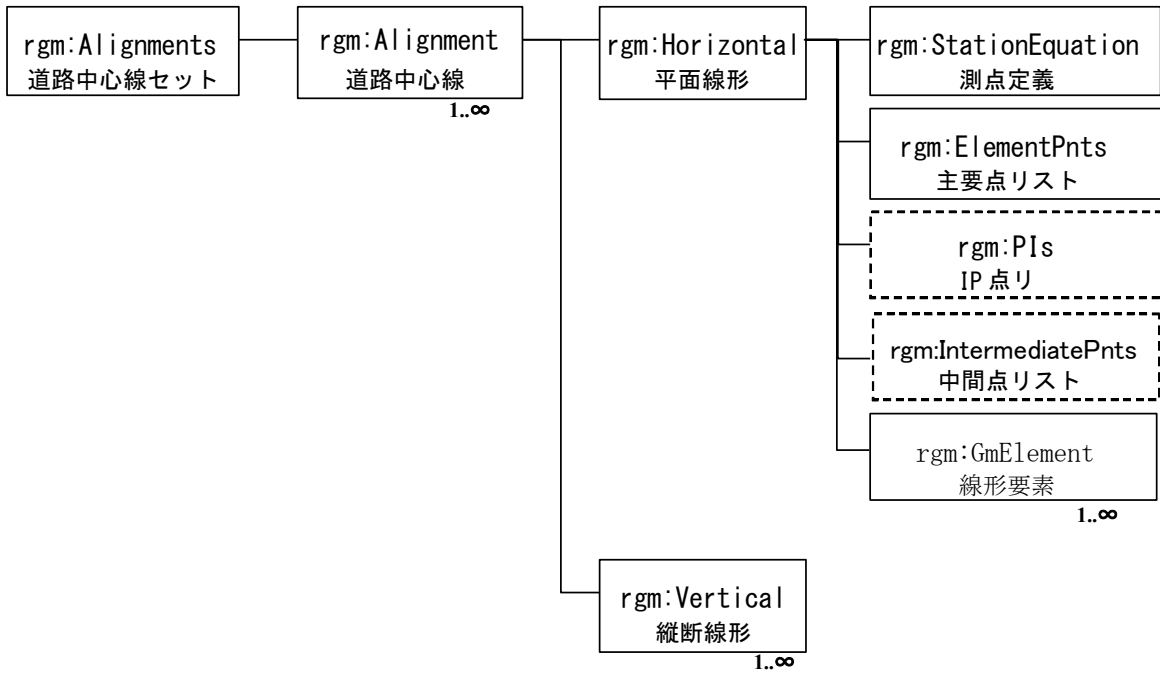 rgm:Alignments
道路中心線セット
rgm:Alignment
道路中心線
1..∞
rgm:Horizontal
平面線形
rgm:StationEquation
測点定義
rgm:ElementPnts
主要点リスト
rgm:PIs
IP 点リ
rgm:IntermediatePnts
中間点リスト
rgm:GmElement
線形要素
1..∞
rgm:Vertical
縦断線形
1..∞